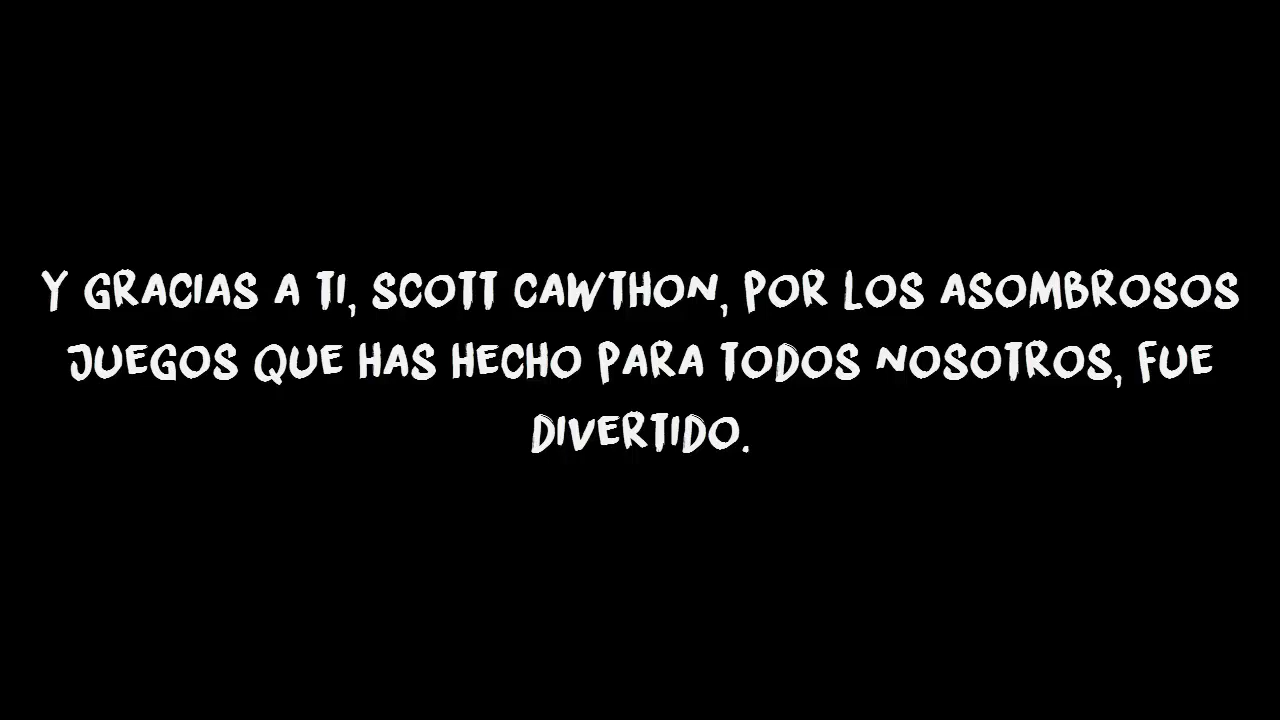 Y GRACIAS A TI, SCOTT CAWTHON, POR LOS ASOMBROSOS
JUEGOS QUE HAS HECHO PARA TODOS NOSOTROS, FUE
DIVERTIDO.